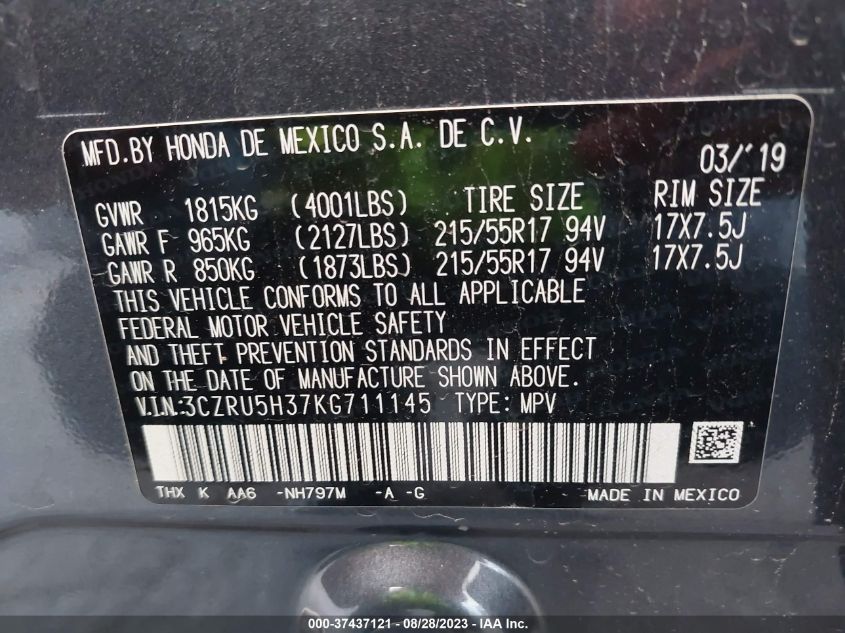 MFD.BY HONDA DE MEXICO S.A. DE C.V.
03/'19
GVWR 1815KG (4001LBS) TIRE SIZE RIM SIZE
GAWR F 965KG (2127LBS) 215/55R17 94V 17X7.5J
GAWR R 850KG (1873LBS) 215/55R17 94V 17X7.5J
THIS VEHICLE CONFORMS TO ALL APPLICABLE
FEDERAL MOTOR VEHICLE SAFETY
AND THEFT PREVENTION STANDARDS IN EFFECT
ON THE DATE OF MANUFACTURE SHOWN ABOVE.
V.I.N.:3CZRU5H37KG711145 TYPE: MPV
THX K AA6 -NH797M -A -G MADE IN MEXICO
000-37437121 - 08/28/2023 - IAA Inc.